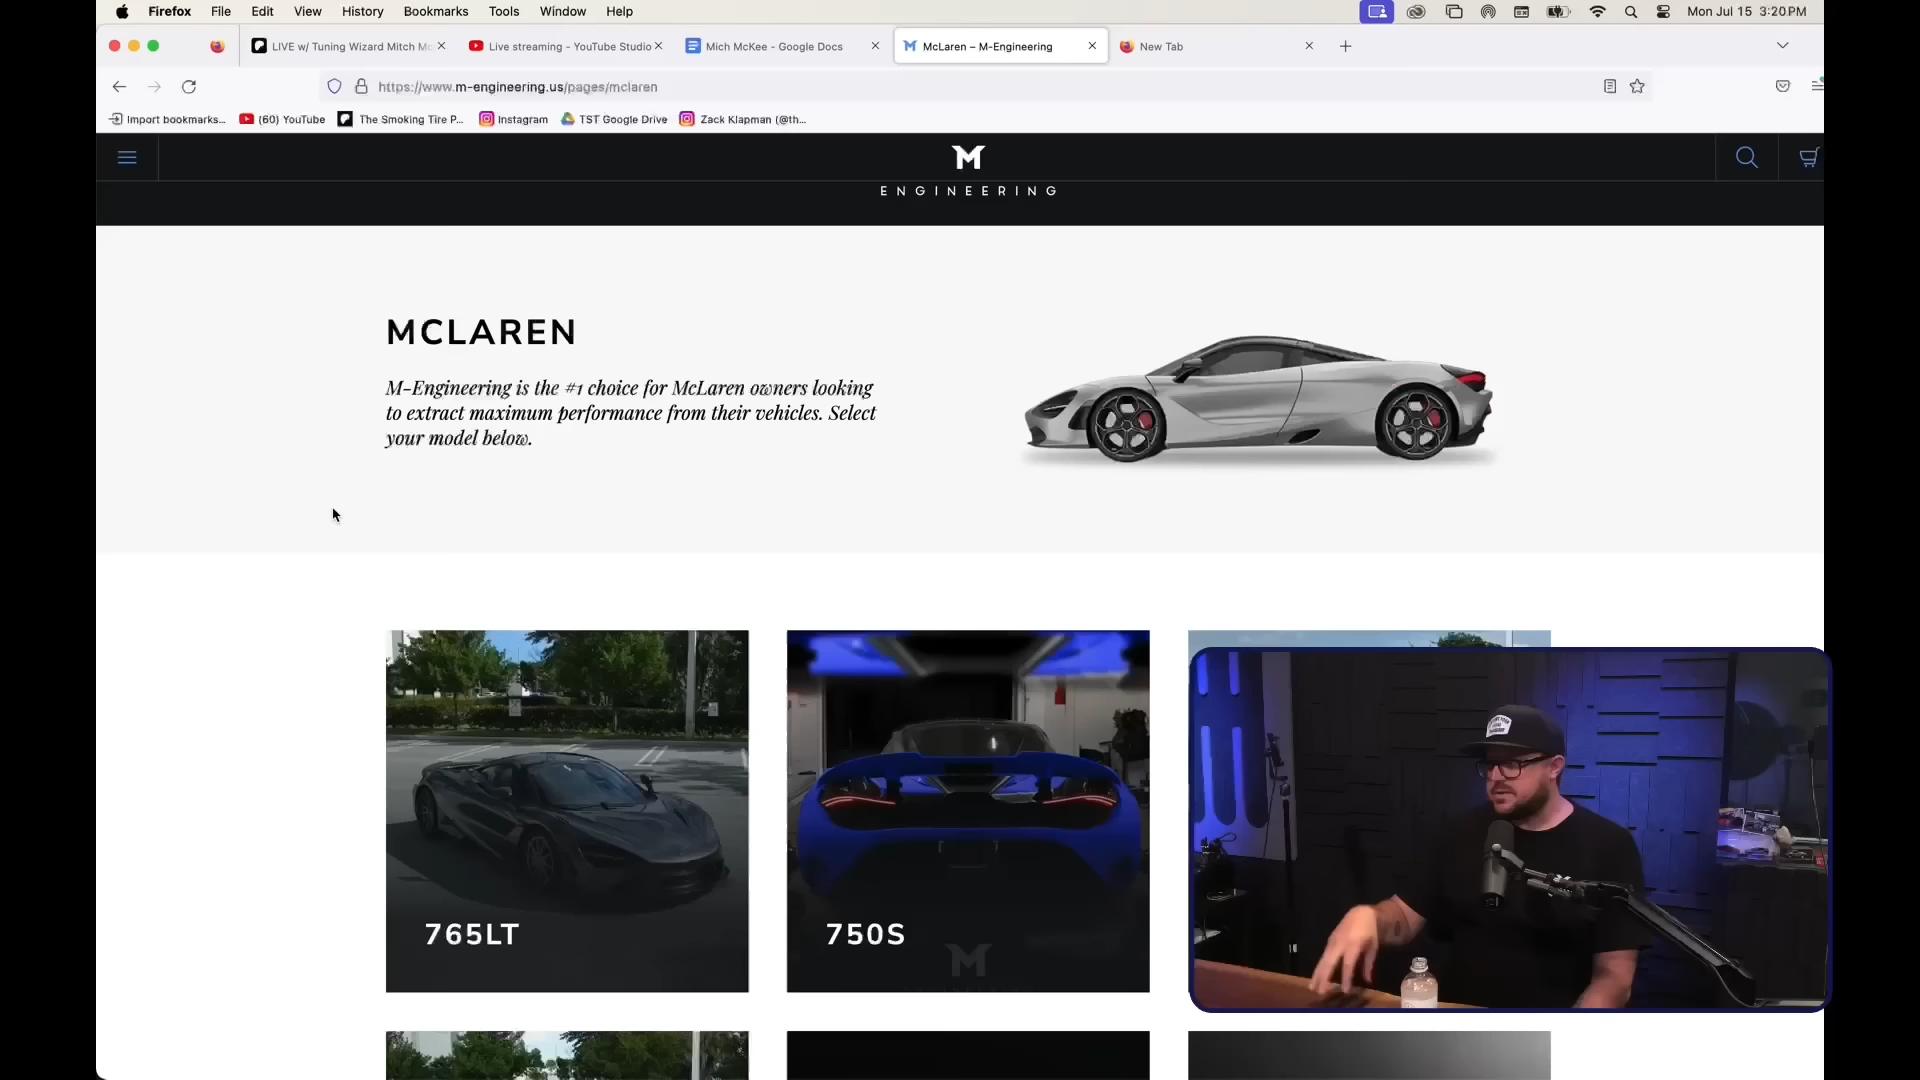 Firefox File Edit View History Bookmarks Tools Window Help Mon Jul 15 3:20 PM
LIVE w/ Tuning Wizard Mitch Mc Live streaming - YouTube Studio Mich McKee - Google Docs McLaren – M-Engineering New Tab
https://www.m-engineering.us/pages/mclaren
Import bookmarks... (60) YouTube The Smoking Tire P... Instagram TST Google Drive Zack Klapman (@th...
M
ENGINEERING
MCLAREN
M-Engineering is the #1 choice for McLaren owners looking
to extract maximum performance from their vehicles. Select
your model below.
765LT
750S
M